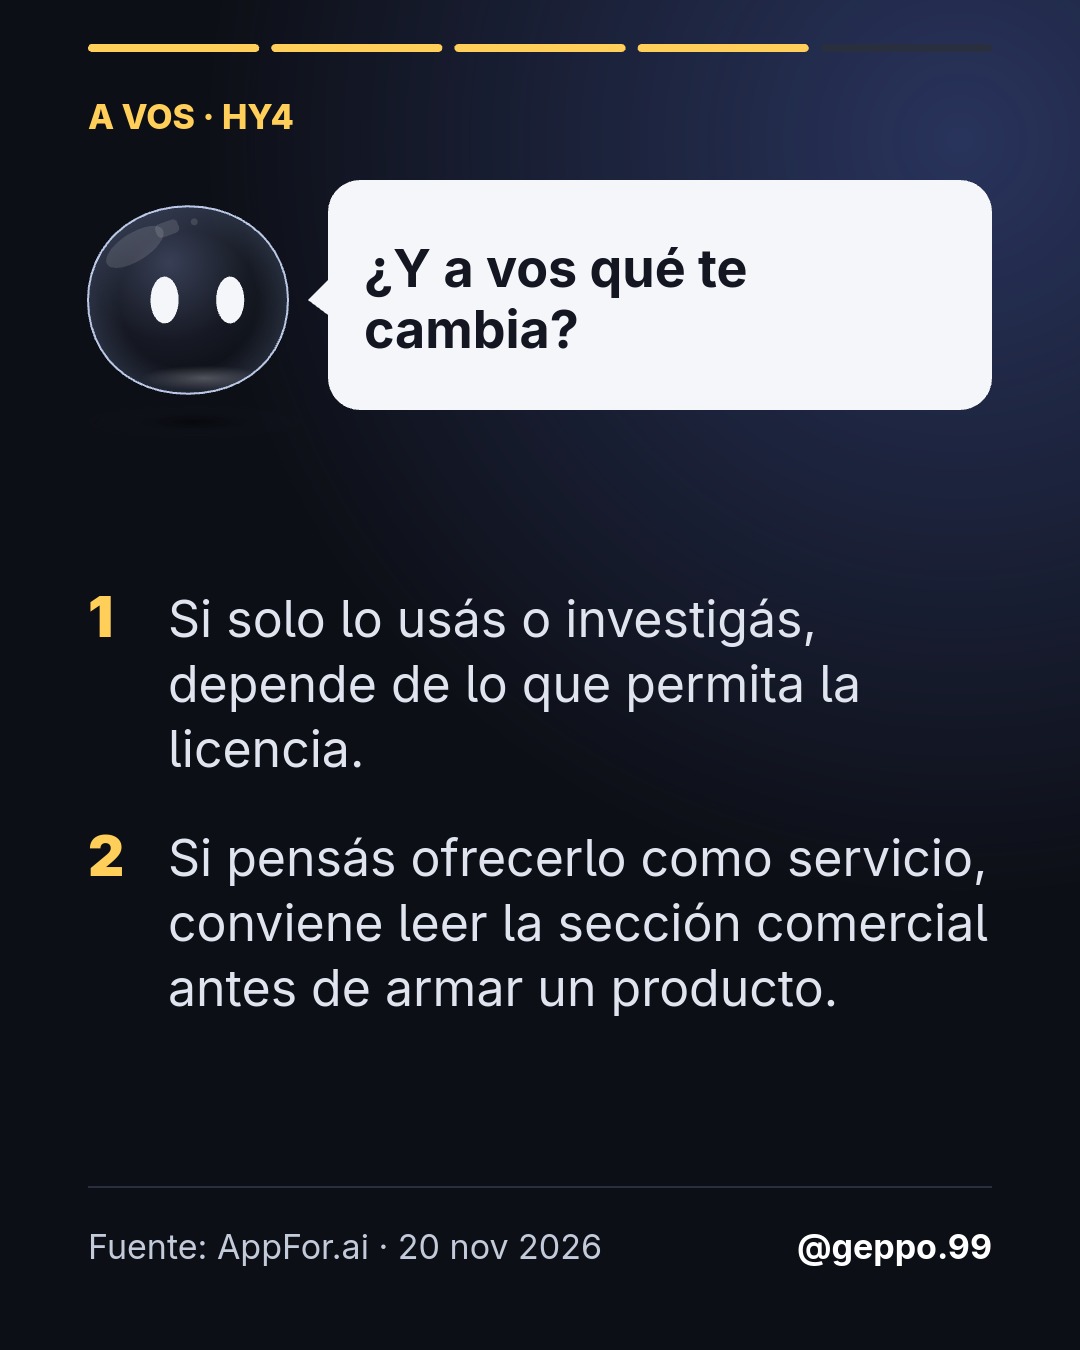 A VOS · HY4
¿Y a vos qué te
cambia?
1 Si solo lo usás o investigás,
depende de lo que permita la
licencia.
2 Si pensás ofrecerlo como servicio,
conviene leer la sección comercial
antes de armar un producto.
Fuente: AppFor.ai · 20 nov 2026
@geppo.99